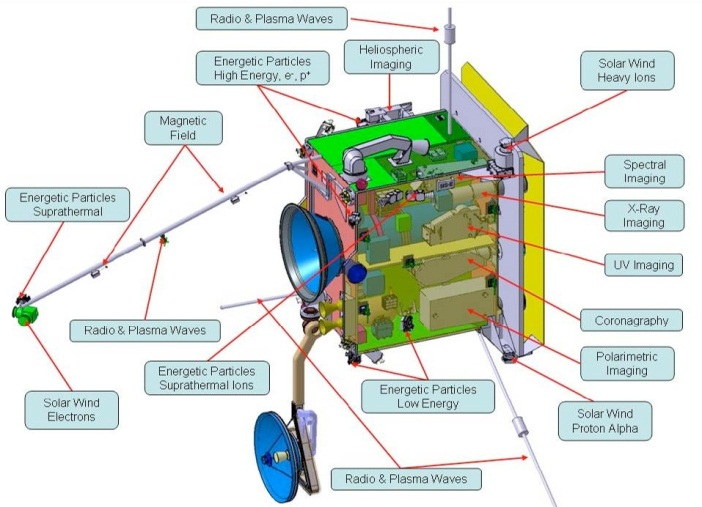 Radio & Plasma Waves
Energetic Particles
High Energy, e-, p+
Heliospheric
Imaging
Solar Wind
Heavy Ions
Magnetic
Field
Spectral
Imaging
Energetic Particles
Suprathermal
X-Ray
Imaging
UV Imaging
Radio & Plasma Waves
Coronagraphy
Energetic Particles
Suprathermal Ions
Polarimetric
Imaging
Solar Wind
Electrons
Energetic Particles
Low Energy
Solar Wind
Proton Alpha
Radio & Plasma Waves